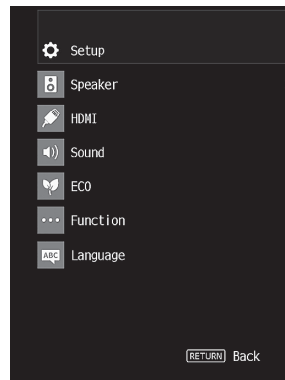 Setup
Speaker
HDMI
Sound
ECO
Function
ABC Language
RETURN Back